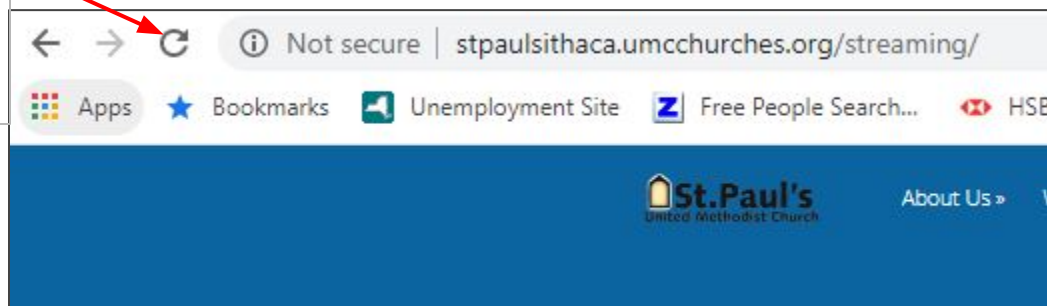 Not secure | stpaulsithaca.umcchurches.org/streaming/
Apps Bookmarks Unemployment Site Z Free People Search... HSB
St.Paul's About Us »
United Methodist Church